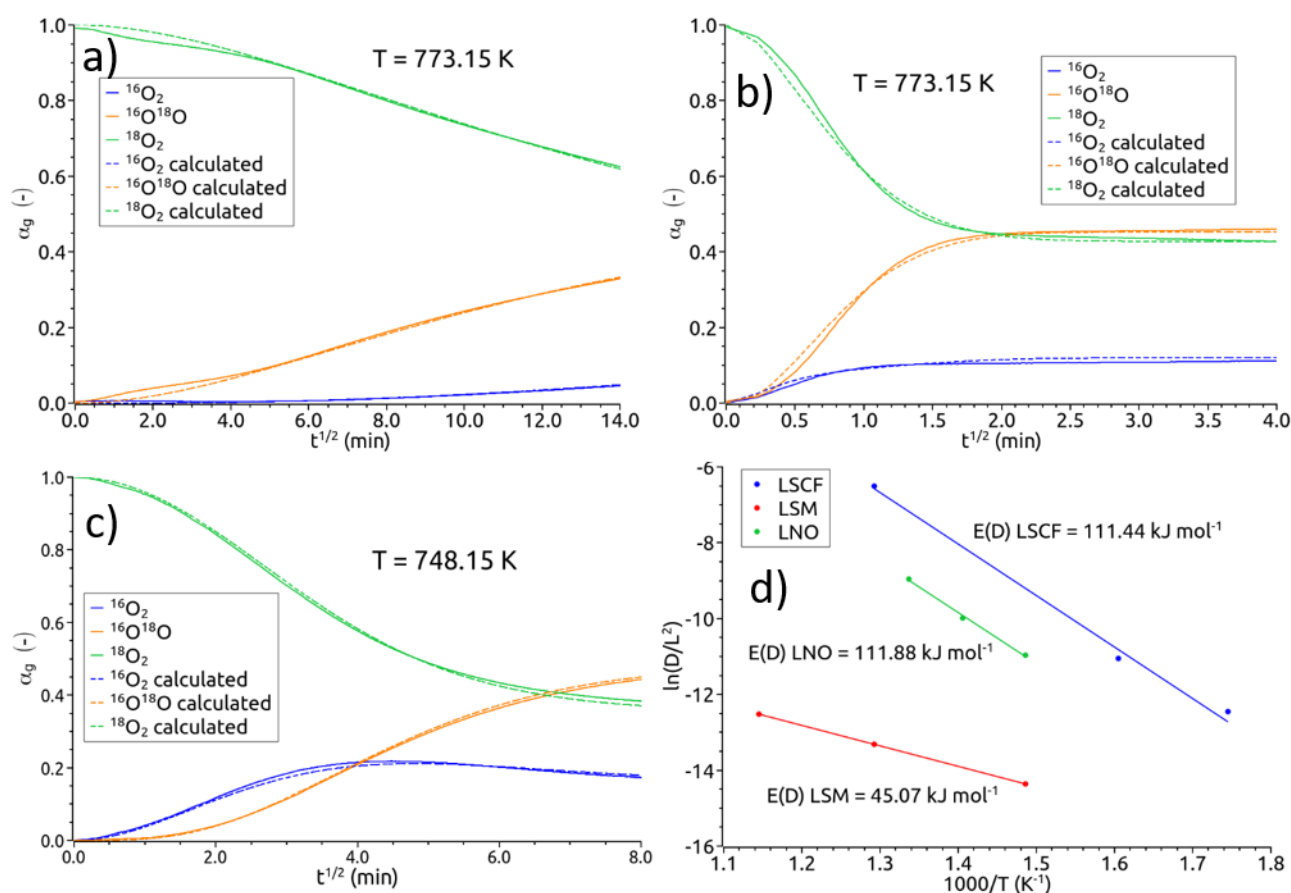 a)
T = 773.15 K
¹⁶O₂
¹⁶O¹⁸O
¹⁸O₂
¹⁶O₂ calculated
¹⁶O¹⁸O calculated
¹⁸O₂ calculated
1.0
0.8
0.6
0.4
0.2
0.0
αg (-)
0.0 2.0 4.0 6.0 8.0 10.0 12.0 14.0
t^1/2 (min)
b)
T = 773.15 K
¹⁶O₂
¹⁶O¹⁸O
¹⁸O₂
¹⁶O₂ calculated
¹⁶O¹⁸O calculated
¹⁸O₂ calculated
1.0
0.8
0.6
0.4
0.2
0.0
αg (-)
0.0 0.5 1.0 1.5 2.0 2.5 3.0 3.5 4.0
t^1/2 (min)
c)
T = 748.15 K
¹⁶O₂
¹⁶O¹⁸O
¹⁸O₂
¹⁶O₂ calculated
¹⁶O¹⁸O calculated
¹⁸O₂ calculated
1.0
0.8
0.6
0.4
0.2
0.0
αg (-)
0.0 2.0 4.0 6.0 8.0
t^1/2 (min)
d)
LSCF
LSM
LNO
E(D) LSCF = 111.44 kJ mol⁻¹
E(D) LNO = 111.88 kJ mol⁻¹
E(D) LSM = 45.07 kJ mol⁻¹
-6
-8
-10
-12
-14
-16
ln(D/L²)
1.1 1.2 1.3 1.4 1.5 1.6 1.7 1.8
1000/T (K⁻¹)